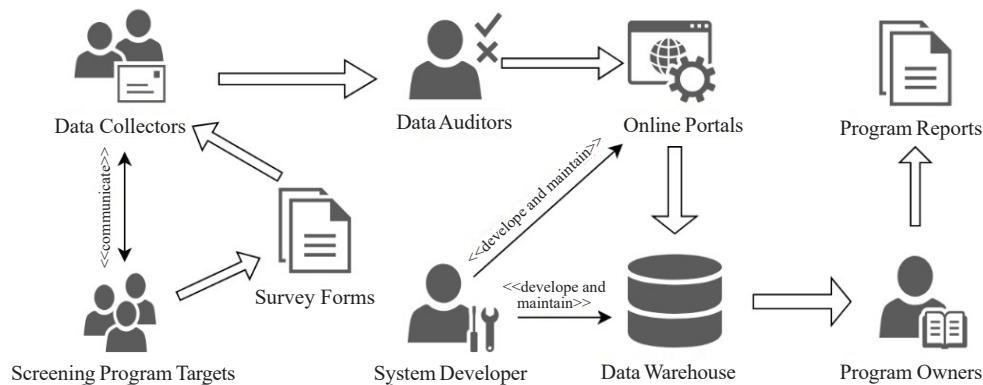 Data Collectors
Data Auditors
Online Portals
Program Reports
<<communicate>>
<<develope and maintain>>
Survey Forms
<<develope and
maintain>>
Screening Program Targets
System Developer
Data Warehouse
Program Owners